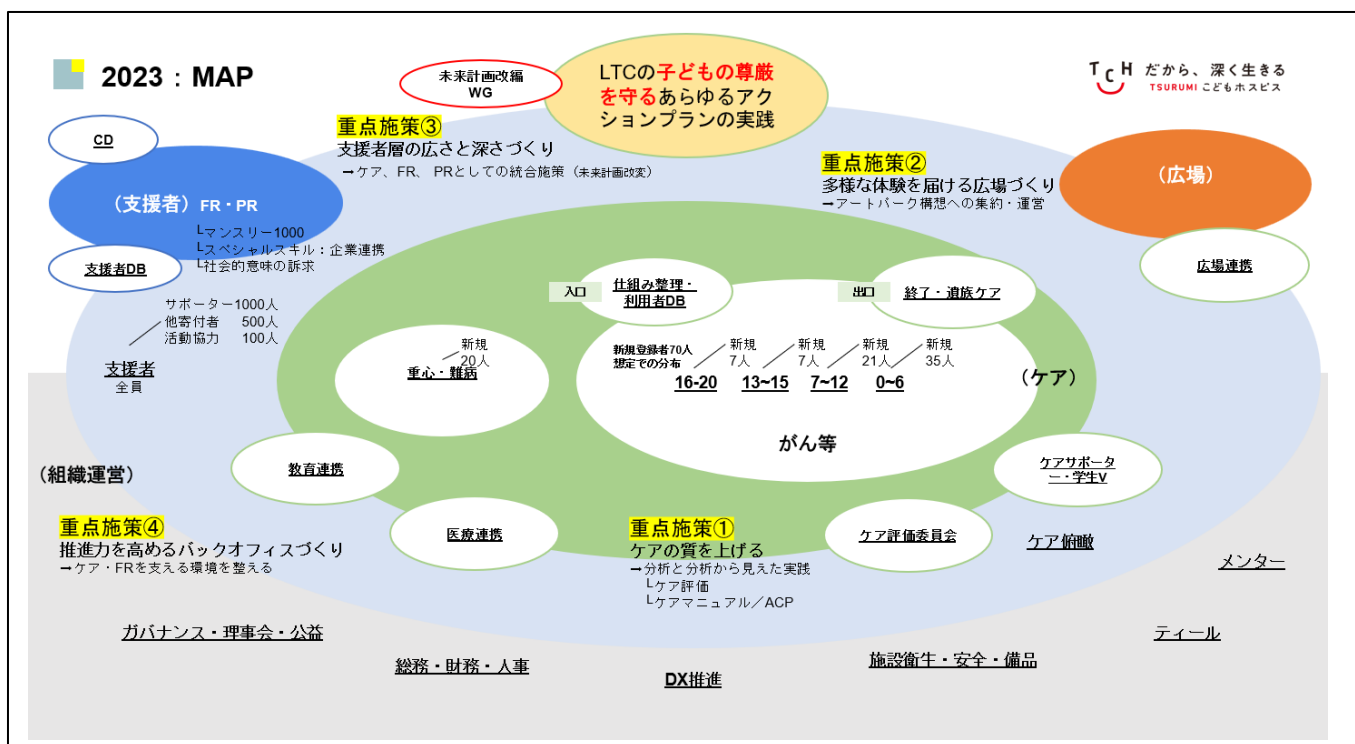 2023：MAP
未来計画改編
WG
LTCの子どもの尊厳
を守るあらゆるアク
ションプランの実践
TCH だから、深く生きる
TSURUMI こどもホスピス
CD
（支援者）FR・PR
└マンスリー1000
└スペシャルスキル：企業連携
└社会的意味の訴求
支援者DB
サポーター1000人
他寄付者 500人
活動協力 100人
支援者
全員
重点施策③
支援者層の広さと深さづくり
→ケア、FR、 PRとしての統合施策（未来計画改変）
重点施策②
多様な体験を届ける広場づくり
→アートパーク構想への集約・運営
（広場）
広場連携
入口
仕組み整理・
利用者DB
出口
終了・遺族ケア
新規
20人
重心・難病
新規登録者70人
想定での分布
新規
7人
新規
7人
新規
21人
新規
35人
16-20
13~15
7~12
0~6
がん等
（ケア）
教育連携
医療連携
ケアサポータ
ー・学生V
ケア評価委員会
ケア俯瞰
（組織運営）
重点施策④
推進力を高めるバックオフィスづくり
→ケア・FRを支える環境を整える
重点施策①
ケアの質を上げる
→分析と分析から見えた実践
└ケア評価
└ケアマニュアル／ACP
メンター
ティール
ガバナンス・理事会・公益
総務・財務・人事
DX推進
施設衛生・安全・備品